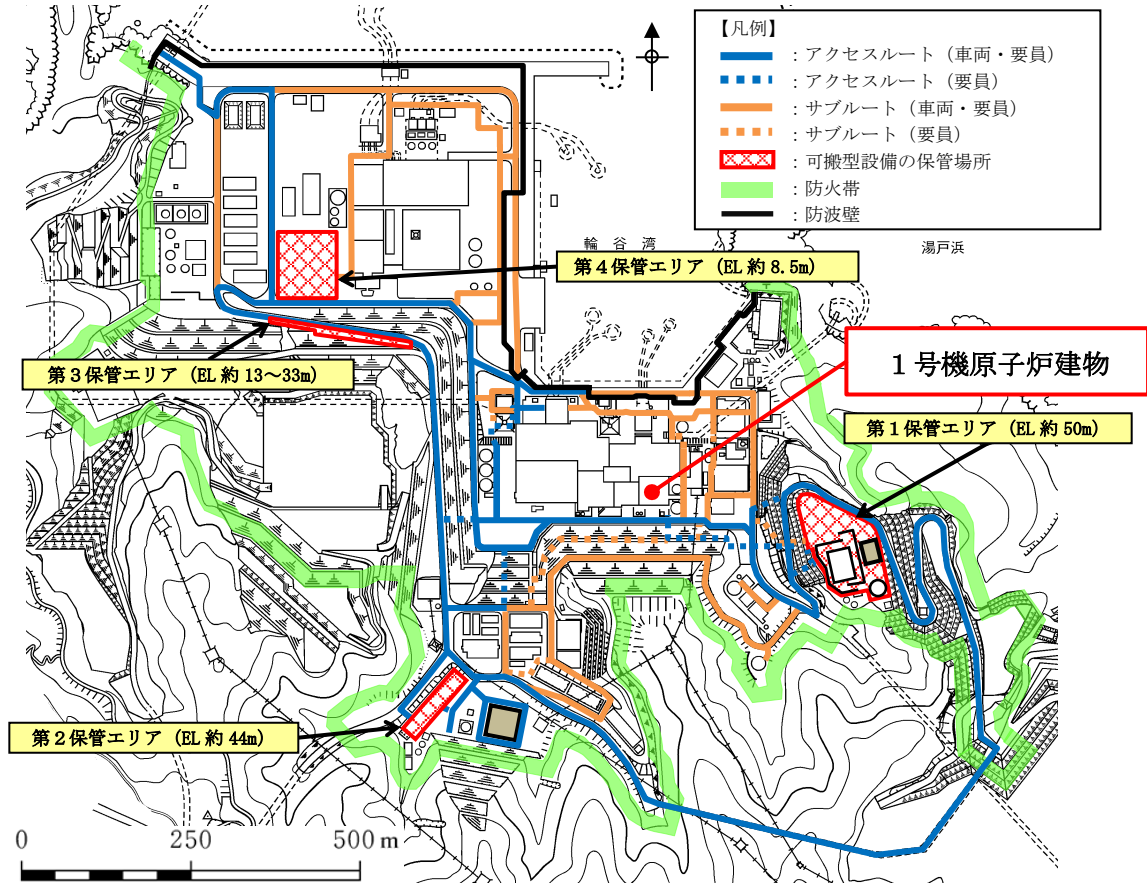 【凡例】
：アクセスルート（車両・要員）
：アクセスルート（要員）
：サブルート（車両・要員）
：サブルート（要員）
：可搬型設備の保管場所
：防火帯
：防波壁
輪谷湾
湯戸浜
第４保管エリア（EL 約 8.5m）
１号機原子炉建物
第３保管エリア（EL 約 13～33m）
第１保管エリア（EL 約 50m）
第２保管エリア（EL 約 44m）
0 250 500 m